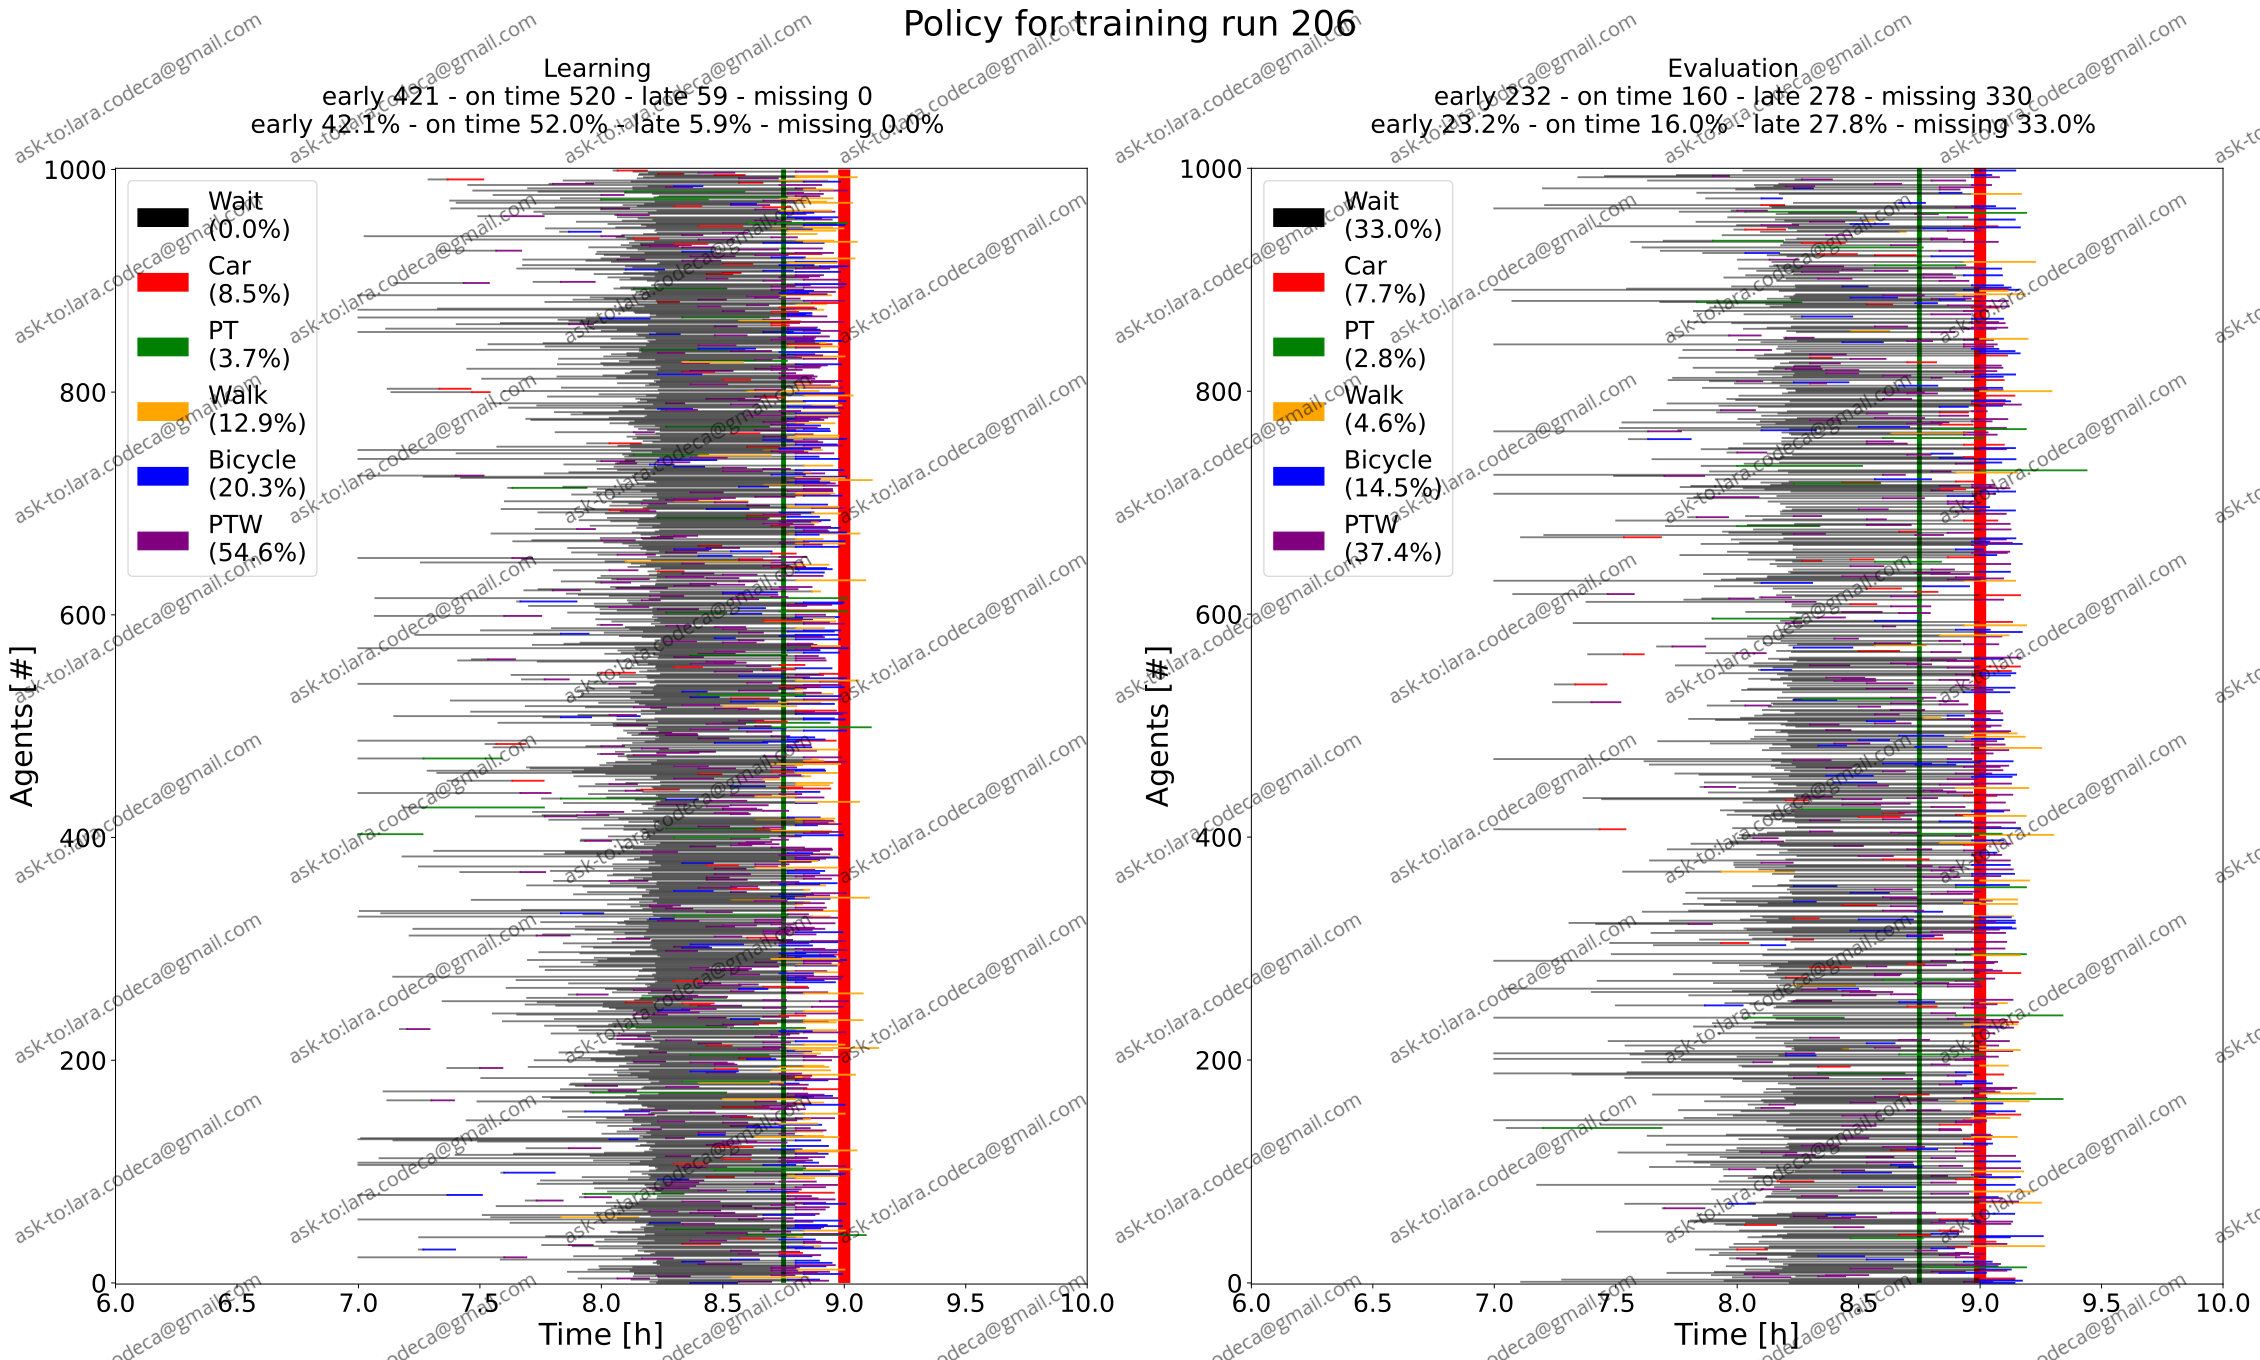 Policy for training run 206
Learning
early 421 - on time 520 - late 59 - missing 0
early 42.1% - on time 52.0% - late 5.9% - missing 0.0%
1000
800
600
400
200
0
Agents [#]
Wait
(0.0%)
Car
(8.5%)
PT
(3.7%)
Walk
(12.9%)
Bicycle
(20.3%)
PTW
(54.6%)
6.0 6.5 7.0 7.5 8.0 8.5 9.0 9.5 10.0
Time [h]
Evaluation
early 232 - on time 160 - late 278 - missing 330
early 23.2% - on time 16.0% - late 27.8% - missing 33.0%
1000
800
600
400
200
0
Agents [#]
Wait
(33.0%)
Car
(7.7%)
PT
(2.8%)
Walk
(4.6%)
Bicycle
(14.5%)
PTW
(37.4%)
6.0 6.5 7.0 7.5 8.0 8.5 9.0 9.5 10.0
Time [h]
ask-to:lara.codeca@gmail.com